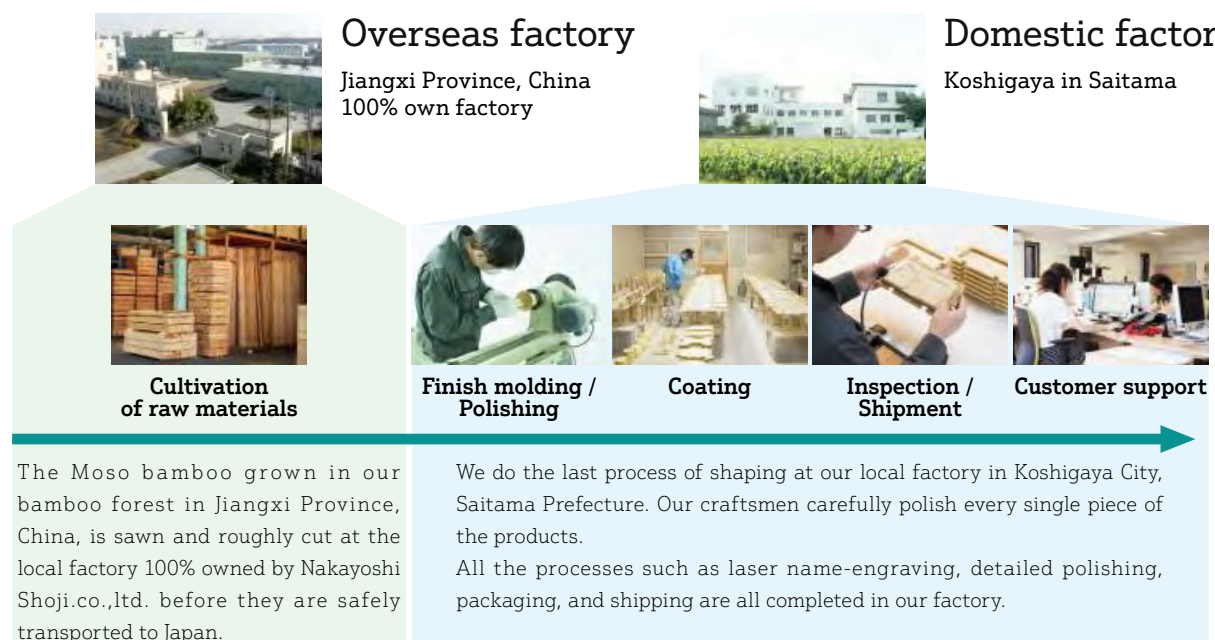 Overseas factory
Jiangxi Province, China
100% own factory
Domestic factor
Koshigaya in Saitama
Cultivation
of raw materials
Finish molding /
Polishing
Coating
Inspection /
Shipment
Customer support
The Moso bamboo grown in our
bamboo forest in Jiangxi Province,
China, is sawn and roughly cut at the
local factory 100% owned by Nakayoshi
Shoji.co.,ltd. before they are safely
transported to Japan.
We do the last process of shaping at our local factory in Koshigaya City,
Saitama Prefecture. Our craftsmen carefully polish every single piece of
the products.
All the processes such as laser name-engraving, detailed polishing,
packaging, and shipping are all completed in our factory.